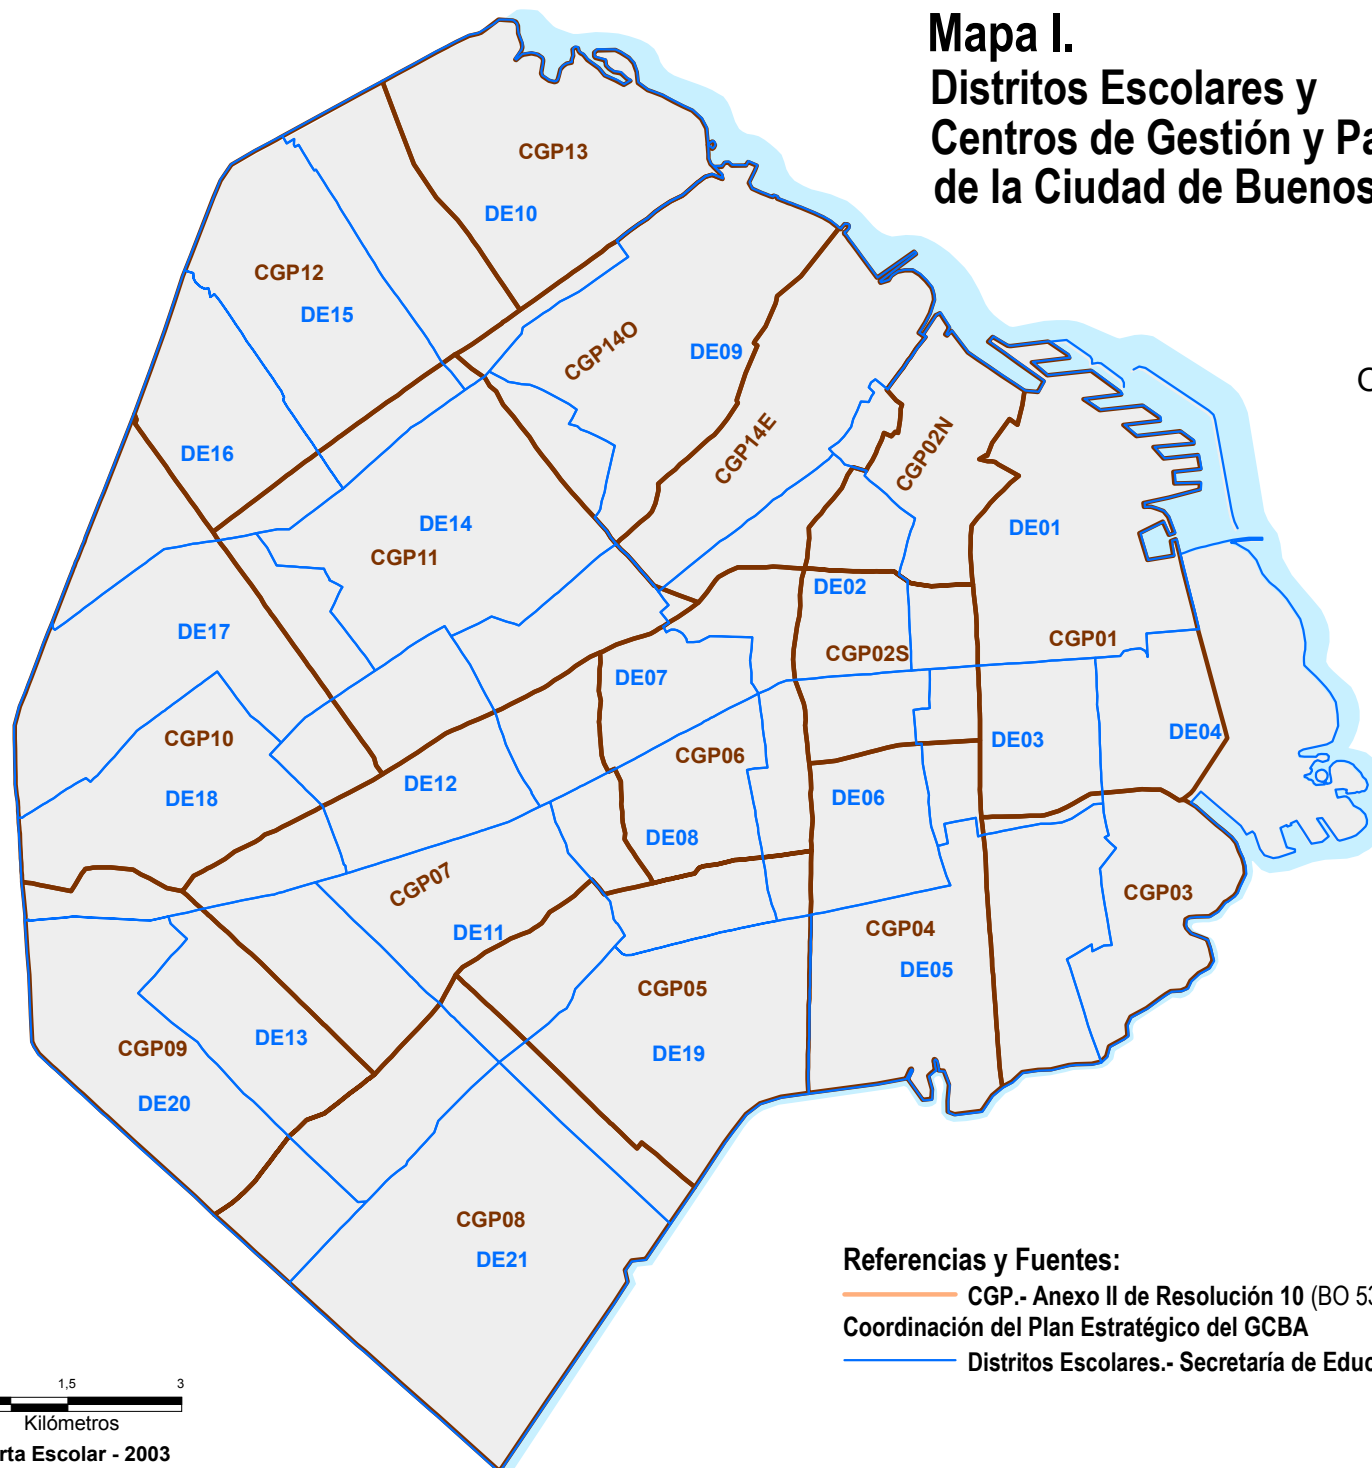 Mapa I.
Distritos Escolares y
Centros de Gestión y Pa
de la Ciudad de Buenos
CGP13
DE10
CGP12
DE15
CGP14O
DE09
C
DE16
CGP14E
CGP02N
DE14
CGP11
DE01
DE02
DE17
CGP01
CGP02S
DE07
CGP10
DE04
DE03
CGP06
DE12
DE18
DE06
DE08
CGP07
CGP03
DE11
CGP04
DE05
CGP05
DE13
CGP09
DE19
DE20
CGP08
DE21
Referencias y Fuentes:
CGP.- Anexo II de Resolución 10 (BO 53
Coordinación del Plan Estratégico del GCBA
Distritos Escolares.- Secretaría de Educ
1,5 3
Kilómetros
rta Escolar - 2003